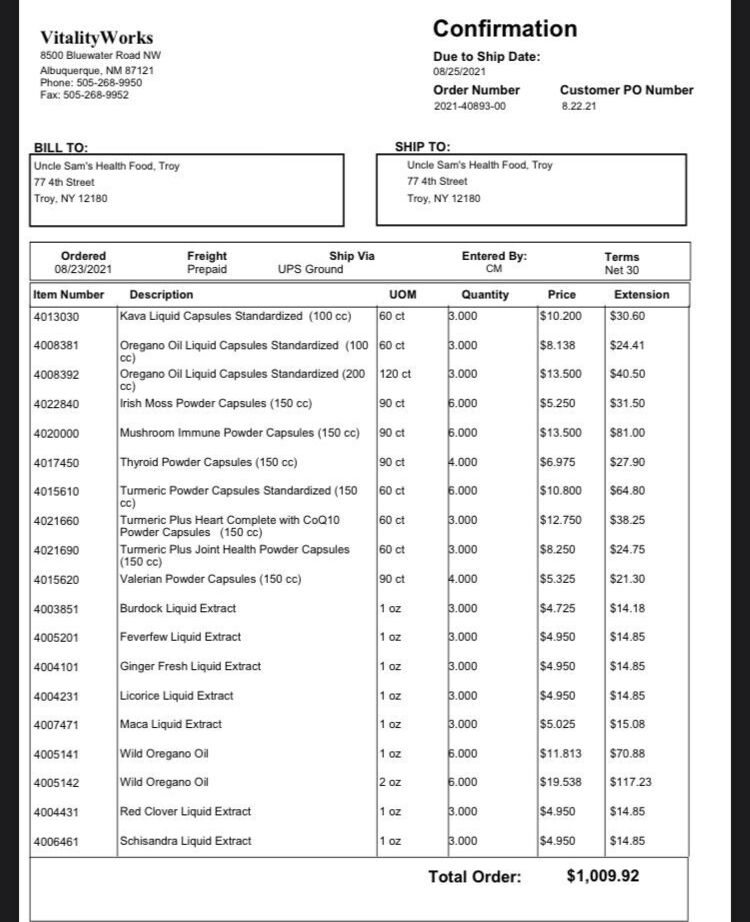 VitalityWorks
8500 Bluewater Road NW
Albuquerque, NM 87121
Phone: 505-268-9950
Fax: 505-268-9952
Confirmation
Due to Ship Date:
08/25/2021
Order Number Customer PO Number
2021-40893-00 8.22.21
BILL TO:
Uncle Sam's Health Food, Troy
77 4th Street
Troy, NY 12180
SHIP TO:
Uncle Sam's Health Food, Troy
77 4th Street
Troy, NY 12180
Ordered Freight Ship Via Entered By: Terms
08/23/2021 Prepaid UPS Ground CM Net 30
Item Number Description UOM Quantity Price Extension
4013030 Kava Liquid Capsules Standardized (100 cc) 60 ct 3.000 $10.200 $30.60
4008381 Oregano Oil Liquid Capsules Standardized (100 60 ct 3.000 $8.138 $24.41
cc)
4008392 Oregano Oil Liquid Capsules Standardized (200 120 ct 3.000 $13.500 $40.50
cc)
4022840 Irish Moss Powder Capsules (150 cc) 90 ct 6.000 $5.250 $31.50
4020000 Mushroom Immune Powder Capsules (150 cc) 90 ct 6.000 $13.500 $81.00
4017450 Thyroid Powder Capsules (150 cc) 90 ct 4.000 $6.975 $27.90
4015610 Turmeric Powder Capsules Standardized (150 60 ct 6.000 $10.800 $64.80
cc)
4021660 Turmeric Plus Heart Complete with CoQ10 60 ct 3.000 $12.750 $38.25
Powder Capsules (150 cc)
4021690 Turmeric Plus Joint Health Powder Capsules 60 ct 3.000 $8.250 $24.75
(150 cc)
4015620 Valerian Powder Capsules (150 cc) 90 ct 4.000 $5.325 $21.30
4003851 Burdock Liquid Extract 1 oz 3.000 $4.725 $14.18
4005201 Feverfew Liquid Extract 1 oz 3.000 $4.950 $14.85
4004101 Ginger Fresh Liquid Extract 1 oz 3.000 $4.950 $14.85
4004231 Licorice Liquid Extract 1 oz 3.000 $4.950 $14.85
4007471 Maca Liquid Extract 1 oz 3.000 $5.025 $15.08
4005141 Wild Oregano Oil 1 oz 6.000 $11.813 $70.88
4005142 Wild Oregano Oil 2 oz 6.000 $19.538 $117.23
4004431 Red Clover Liquid Extract 1 oz 3.000 $4.950 $14.85
4006461 Schisandra Liquid Extract 1 oz 3.000 $4.950 $14.85
Total Order: $1,009.92